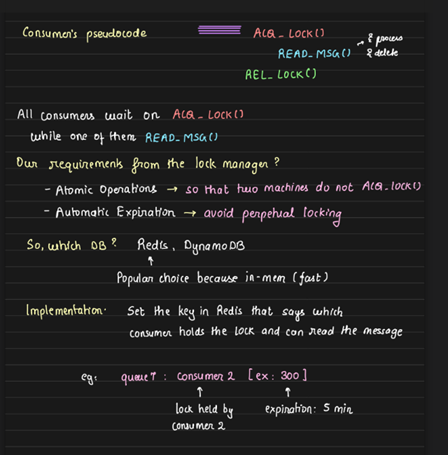 Consumer's pseudocode
ACQ_LOCK()
READ_MSG() → & process
& delete
REL_LOCK()
All consumers wait on ACQ_LOCK()
while one of them READ_MSG()
Our requirements from the lock manager?
- Atomic Operations → so that two machines do not ACQ_LOCK()
- Automatic Expiration → avoid perpetual locking
So, which DB? Redis, DynamoDB
↑
Popular choice because in-mem (fast)
Implementation: Set the key in Redis that says which
consumer holds the lock and can read the message
eg: queue7 : consumer 2 [ex: 300]
↑ ↑
lock held by expiration: 5 min
consumer 2